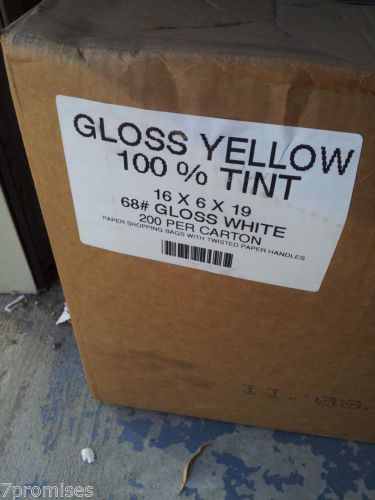 GLOSS YELLOW
100 % TINT
16 X 6 X 19
68# GLOSS WHITE
200 PER CARTON
PAPER SHOPPING BAGS WITH TWISTED PAPER HANDLES
7promises